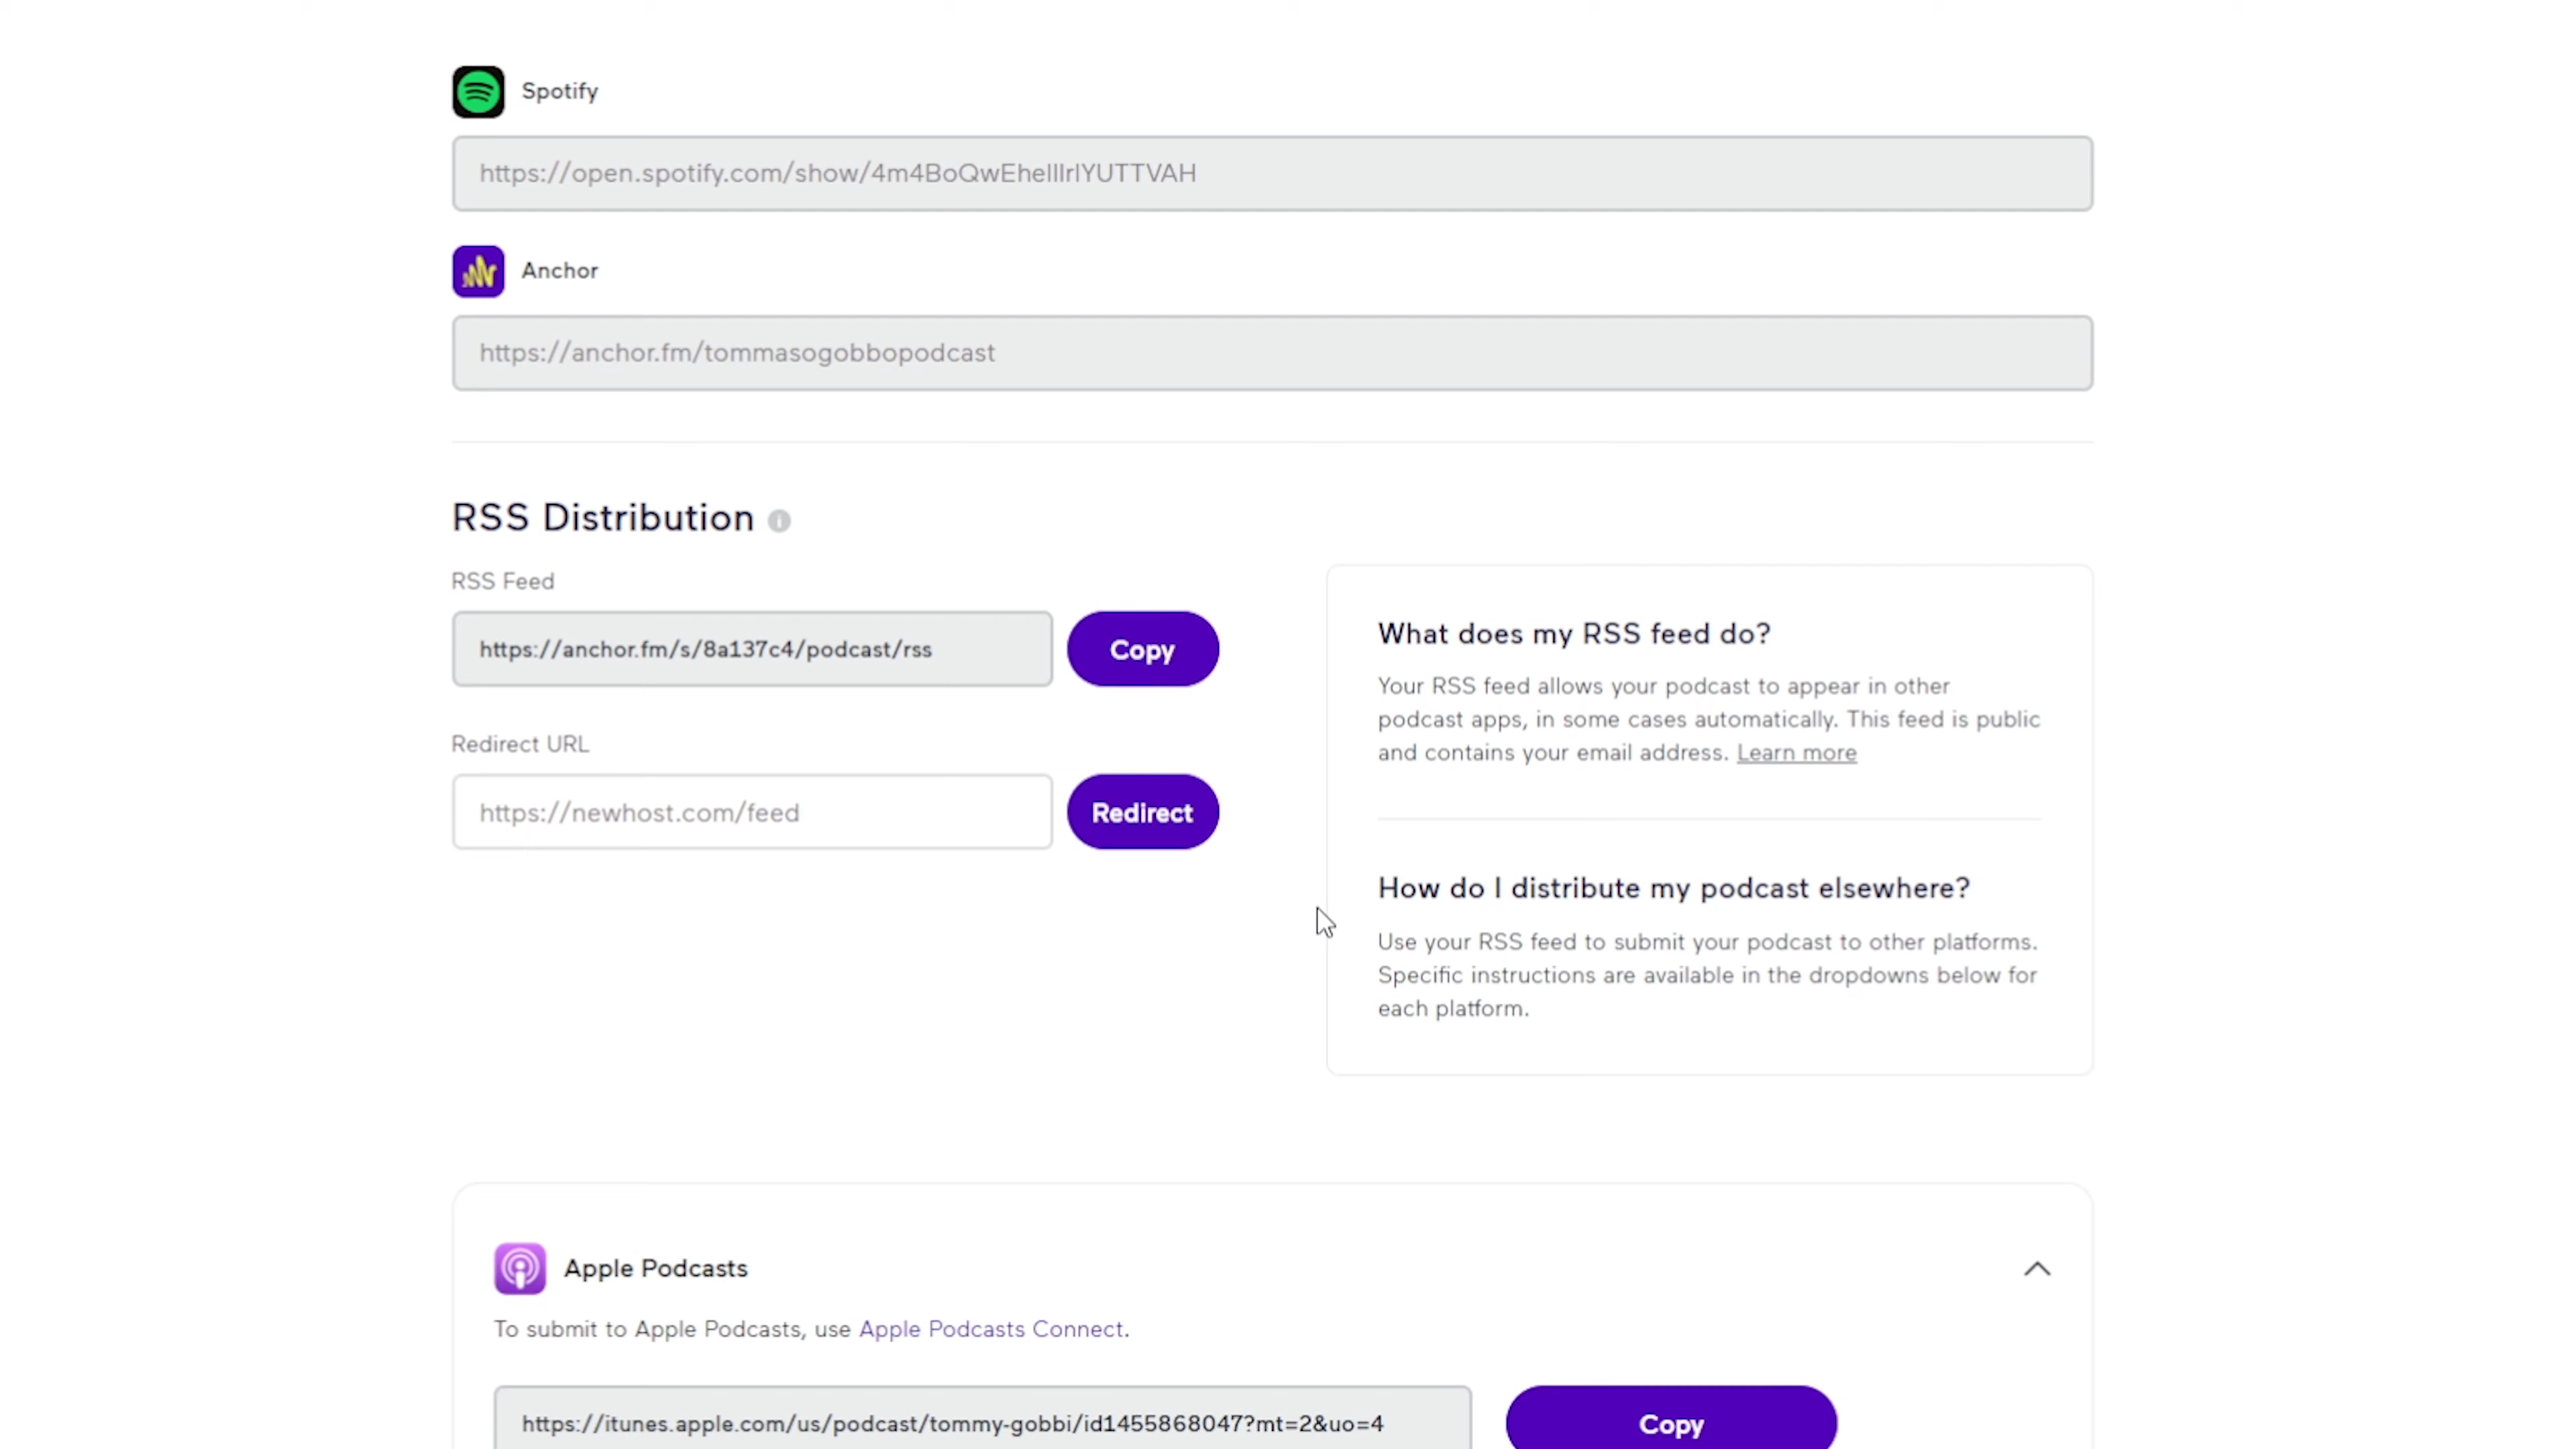 Spotify
https://open.spotify.com/show/4m4BoQwEhelllrlYUTTVAH
Anchor
https://anchor.fm/tommasogobbopodcast
RSS Distribution
RSS Feed
https://anchor.fm/s/8a137c4/podcast/rss
Copy
Redirect URL
https://newhost.com/feed
Redirect
What does my RSS feed do?
Your RSS feed allows your podcast to appear in other
podcast apps, in some cases automatically. This feed is public
and contains your email address. Learn more
How do I distribute my podcast elsewhere?
Use your RSS feed to submit your podcast to other platforms.
Specific instructions are available in the dropdowns below for
each platform.
Apple Podcasts
To submit to Apple Podcasts, use Apple Podcasts Connect.
https://itunes.apple.com/us/podcast/tommy-gobbi/id1455868047?mt=2&uo=4
Copy